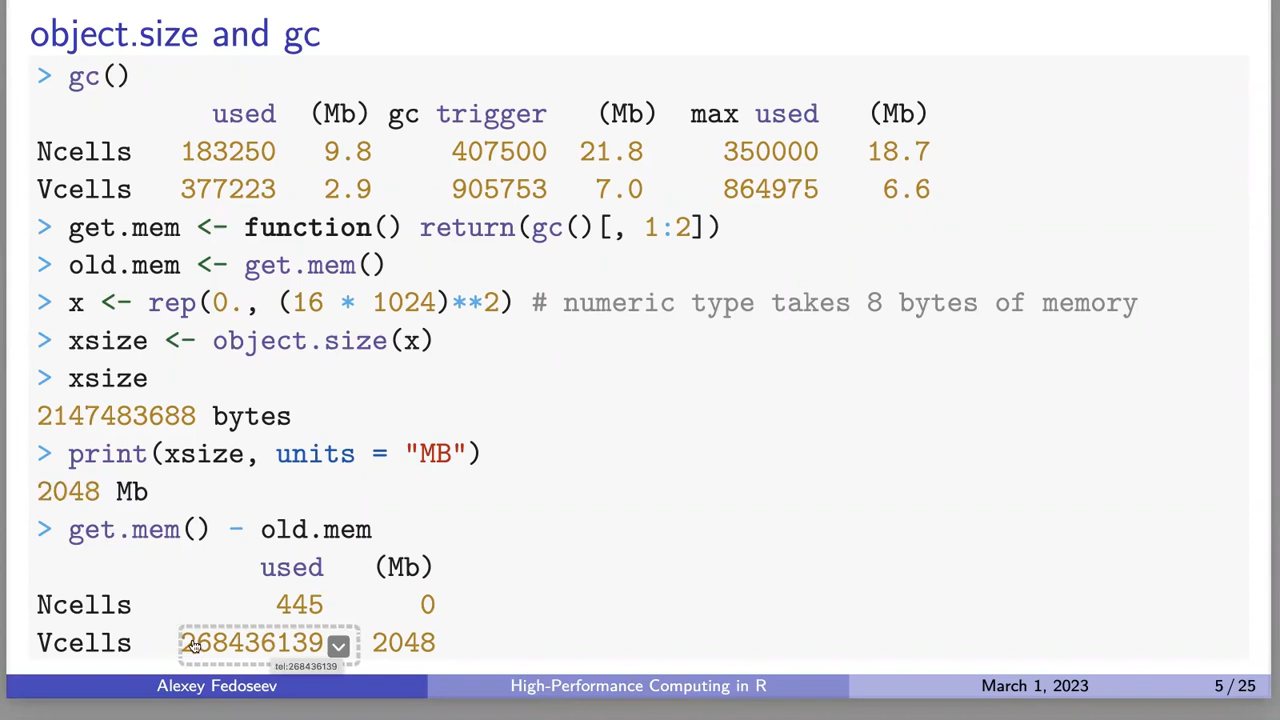 object.size and gc
> gc()
used (Mb) gc trigger (Mb) max used (Mb)
Ncells 183250 9.8 407500 21.8 350000 18.7
Vcells 377223 2.9 905753 7.0 864975 6.6
> get.mem <- function() return(gc()[, 1:2])
> old.mem <- get.mem()
> x <- rep(0., (16 * 1024)**2) # numeric type takes 8 bytes of memory
> xsize <- object.size(x)
> xsize
2147483688 bytes
> print(xsize, units = "MB")
2048 Mb
> get.mem() - old.mem
used (Mb)
Ncells 445 0
Vcells 268436139 2048
tel:268436139
Alexey Fedoseev High-Performance Computing in R March 1, 2023 5 / 25